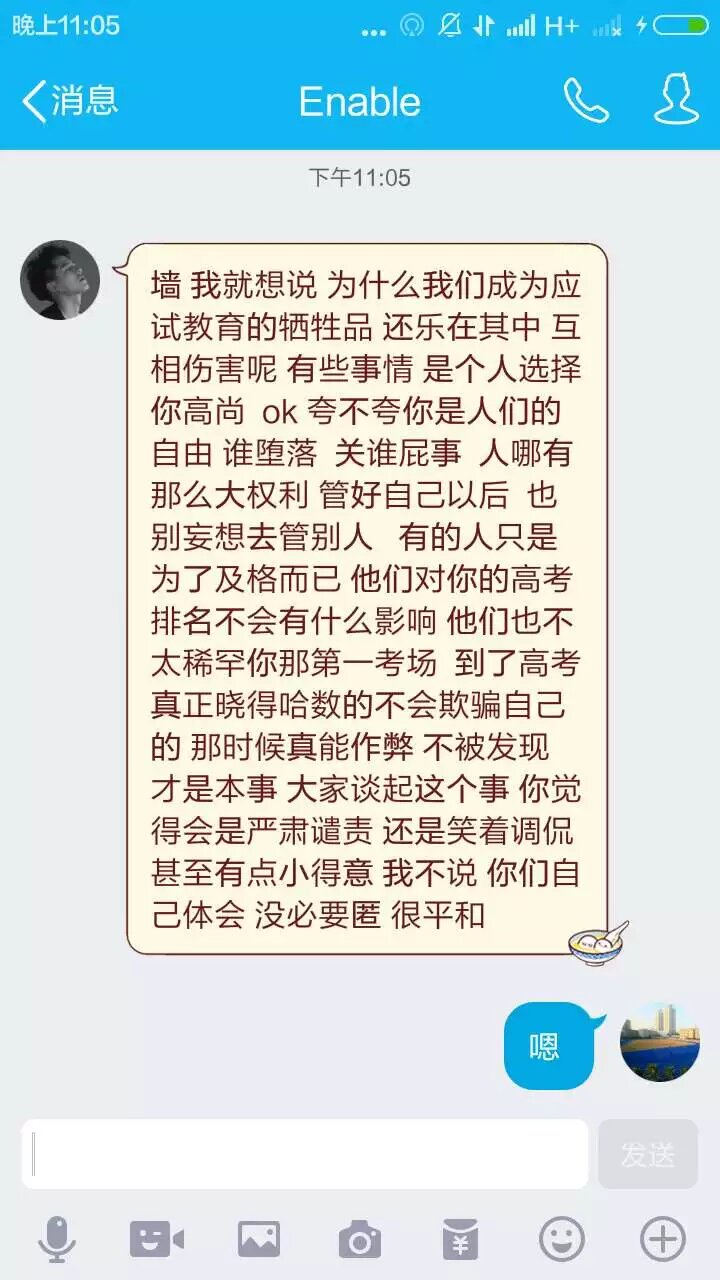 晚上11:05
H+
消息
Enable
下午11:05
墙 我就想说 为什么我们成为应
试教育的牺牲品 还乐在其中 互
相伤害呢 有些事情 是个人选择
你高尚  ok 夸不夸你是人们的
自由 谁堕落  关谁屁事  人哪有
那么大权利 管好自己以后  也
别妄想去管别人   有的人只是
为了及格而已 他们对你的高考
排名不会有什么影响 他们也不
太稀罕你那第一考场  到了高考
真正晓得哈数的不会欺骗自己
的 那时候真能作弊 不被发现
才是本事 大家谈起这个事 你觉
得会是严肃谴责 还是笑着调侃
甚至有点小得意 我不说 你们自
己体会 没必要匿 很平和
嗯
发送